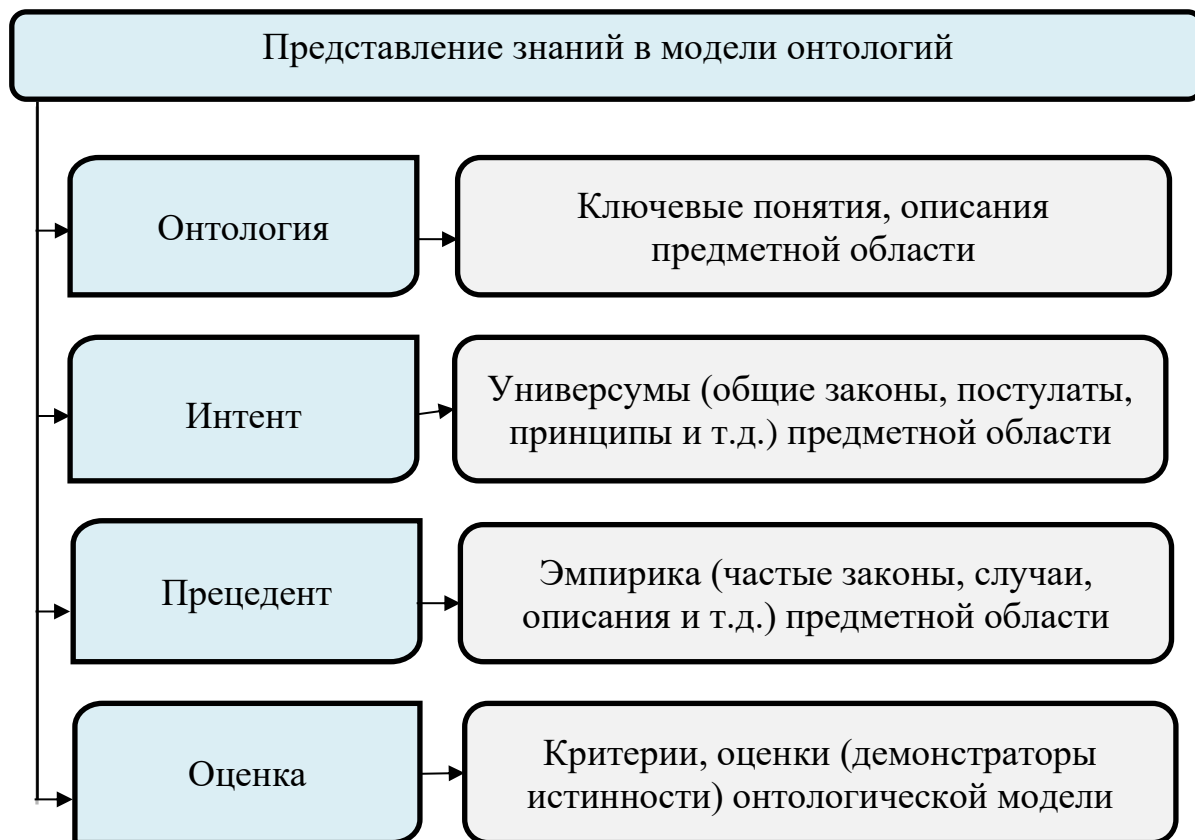 Представление знаний в модели онтологий
Онтология
Ключевые понятия, описания
предметной области
Интент
Универсумы (общие законы, постулаты,
принципы и т.д.) предметной области
Прецедент
Эмпирика (частые законы, случаи,
описания и т.д.) предметной области
Оценка
Критерии, оценки (демонстраторы
истинности) онтологической модели